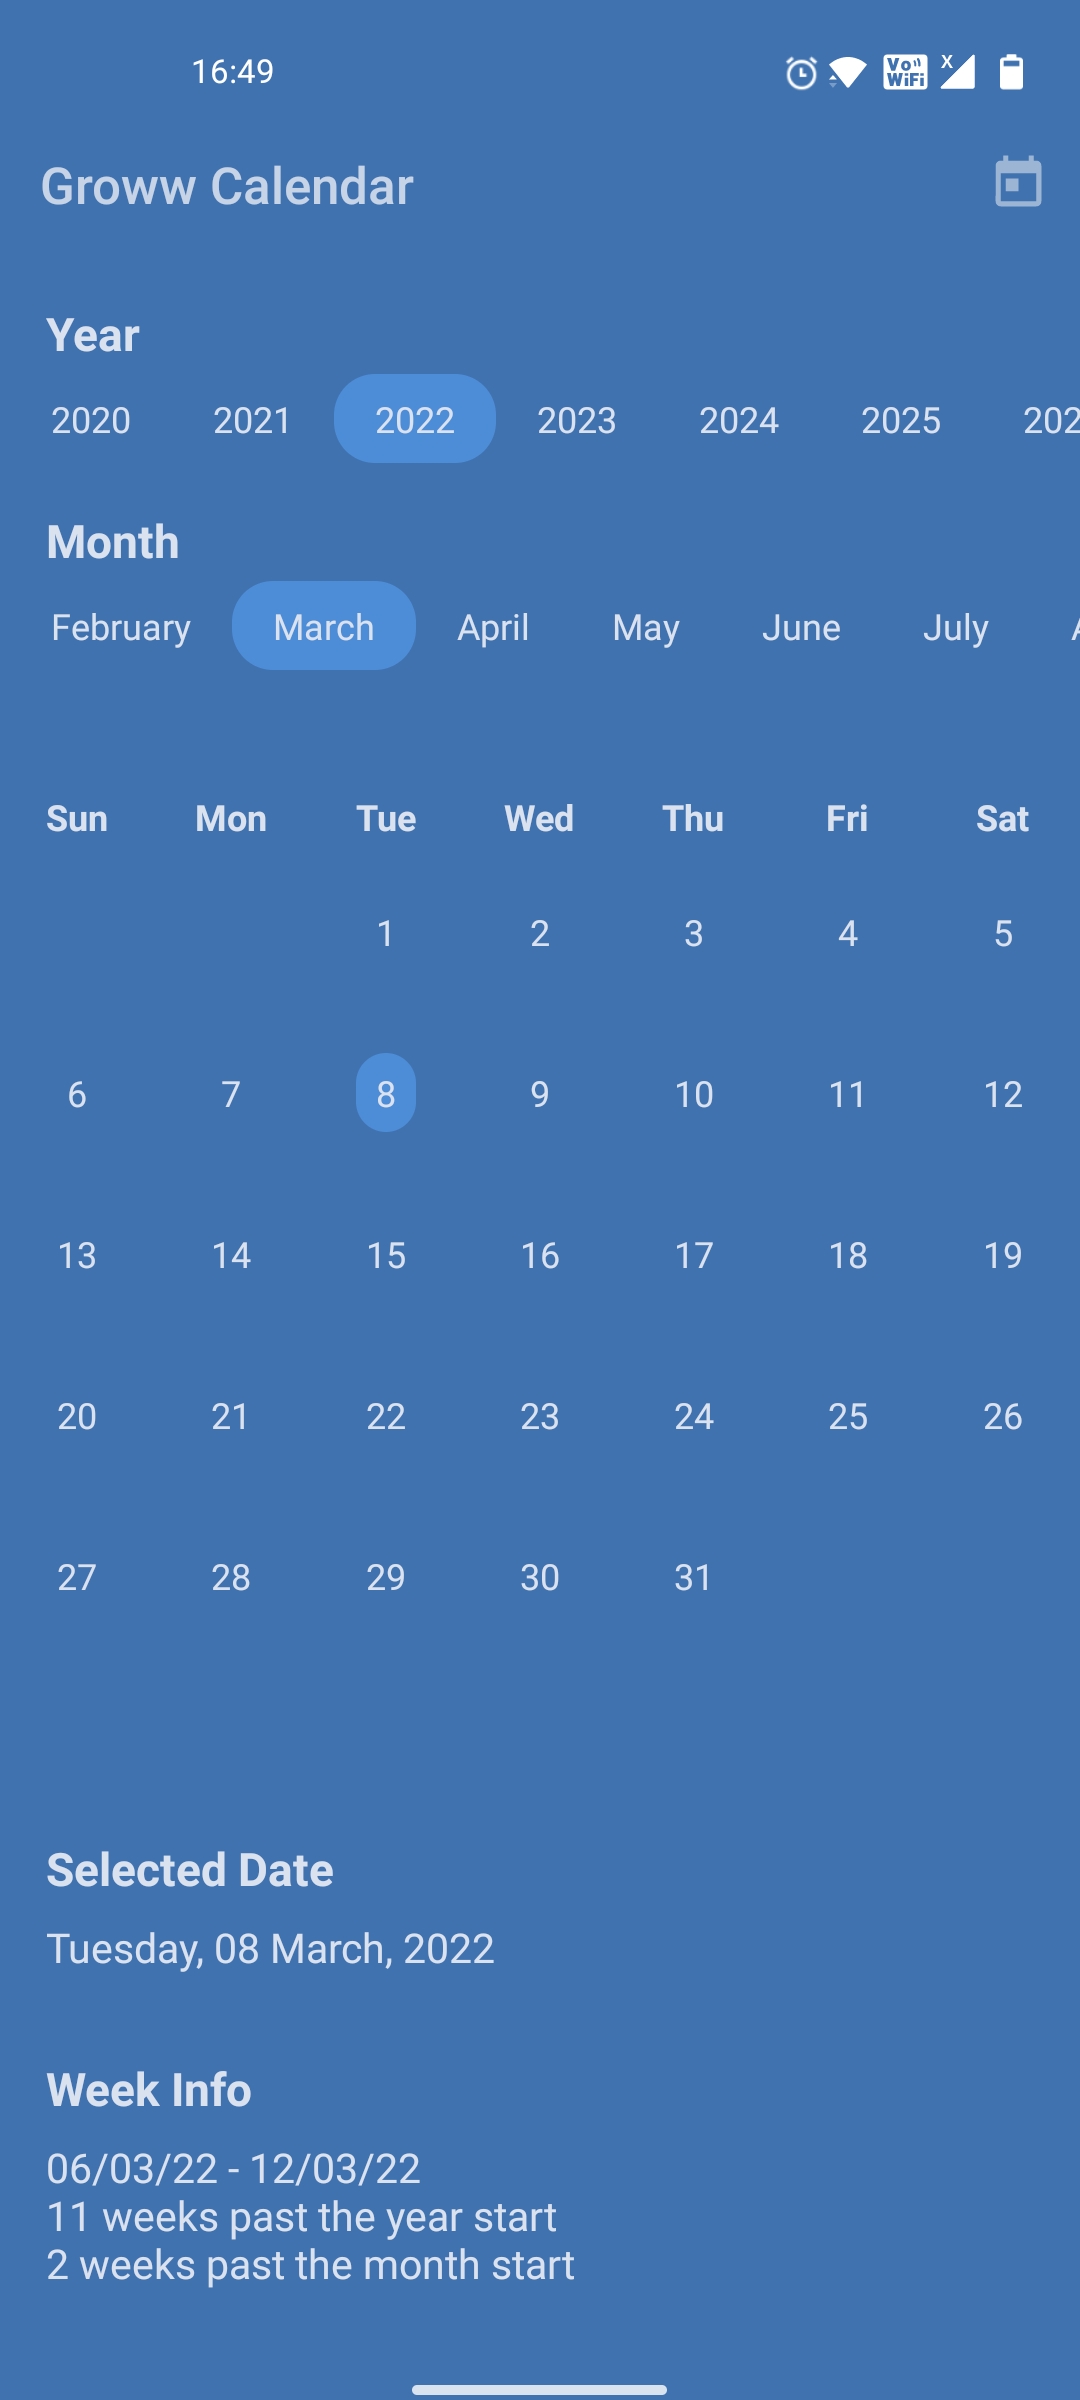 16:49 Vo WiFi X
Groww Calendar
Year
2020 2021 2022 2023 2024 2025 202
Month
February March April May June July A
Sun Mon Tue Wed Thu Fri Sat
1 2 3 4 5
6 7 8 9 10 11 12
13 14 15 16 17 18 19
20 21 22 23 24 25 26
27 28 29 30 31
Selected Date
Tuesday, 08 March, 2022
Week Info
06/03/22 - 12/03/22
11 weeks past the year start
2 weeks past the month start